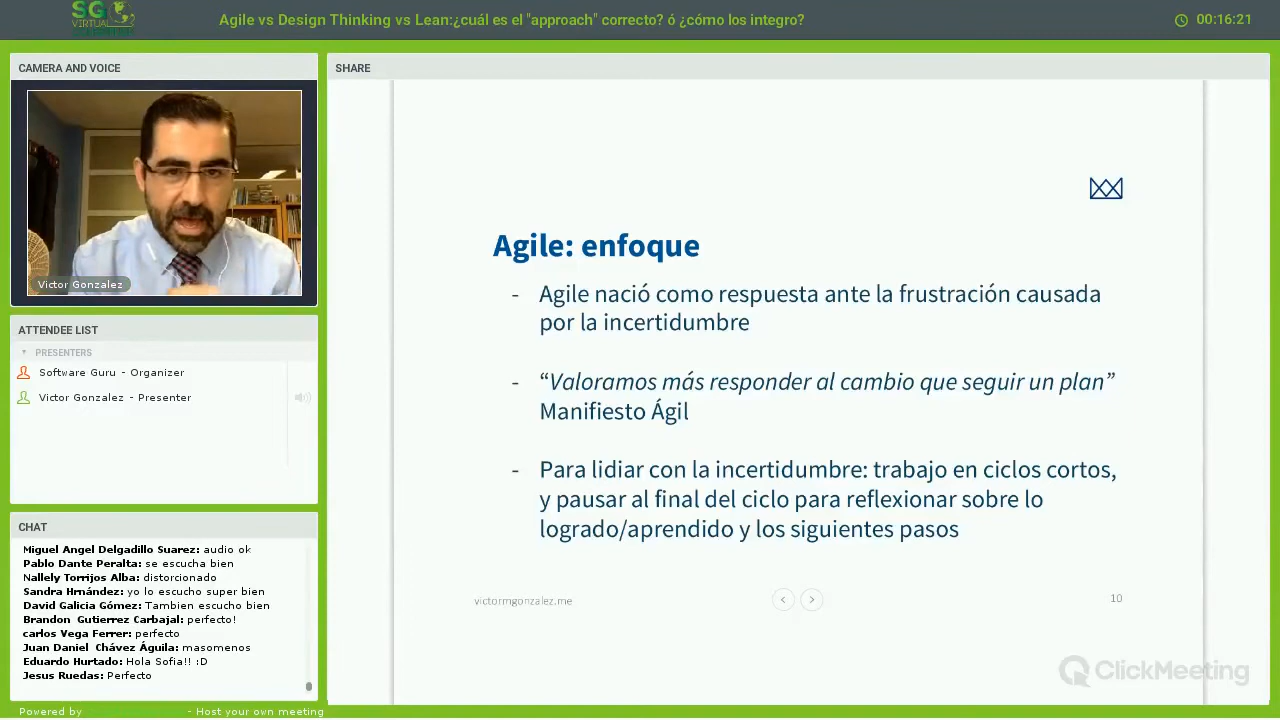 SG
VIRTUAL
Agile vs Design Thinking vs Lean:¿cuál es el "approach" correcto? ó ¿cómo los integro?
00:16:21
CAMERA AND VOICE
Victor Gonzalez
ATTENDEE LIST
PRESENTERS
Software Guru - Organizer
Victor Gonzalez - Presenter
CHAT
Miguel Angel Delgadillo Suarez: audio ok
Pablo Dante Peralta: se escucha bien
Nallely Torrijos Alba: distorcionado
Sandra Hrnández: yo lo escucho super bien
David Galicia Gómez: Tambien escucho bien
Brandon Gutierrez Carbajal: perfecto!
carlos Vega Ferrer: perfecto
Juan Daniel Chávez Águila: masomenos
Eduardo Hurtado: Hola Sofia!! :D
Jesus Ruedas: Perfecto
Powered by - Host your own meeting
SHARE
Agile: enfoque
- Agile nació como respuesta ante la frustración causada
por la incertidumbre
- “Valoramos más responder al cambio que seguir un plan”
Manifiesto Ágil
- Para lidiar con la incertidumbre: trabajo en ciclos cortos,
y pausar al final del ciclo para reflexionar sobre lo
logrado/aprendido y los siguientes pasos
victormgonzalez.me
10
ClickMeeting